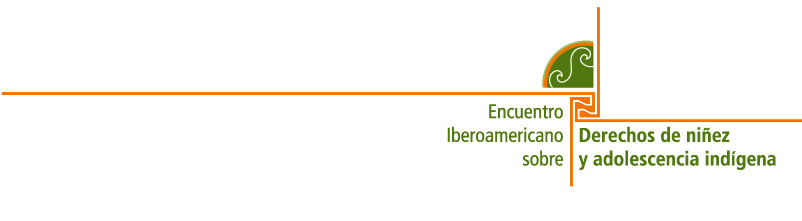 Encuentro
Iberoamericano
sobre
Derechos de niñez
y adolescencia indígena